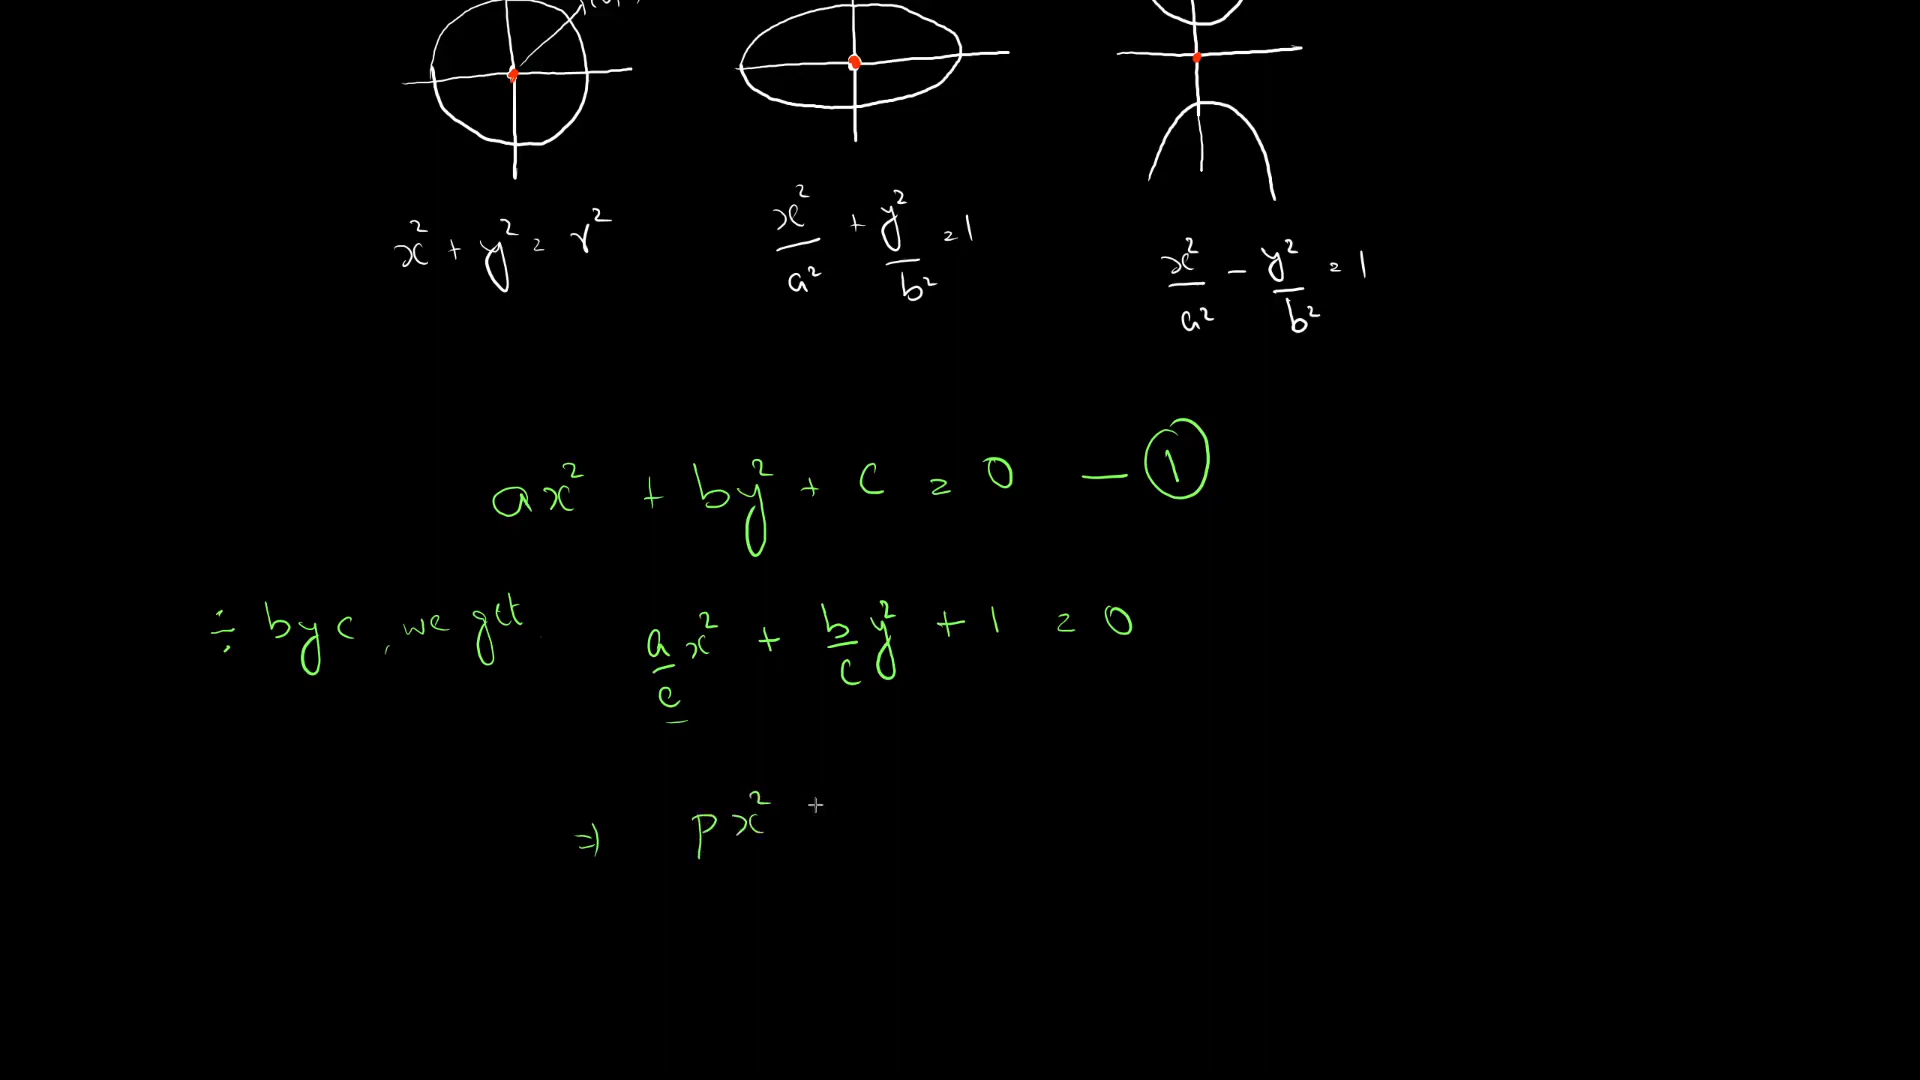 x² + y² = r²
x²/a² + y²/b² = 1
x²/a² - y²/b² = 1
ax² + by² + c = 0 — ①
÷ by c, we get a/c x² + b/c y² + 1 = 0
⇒ px² +